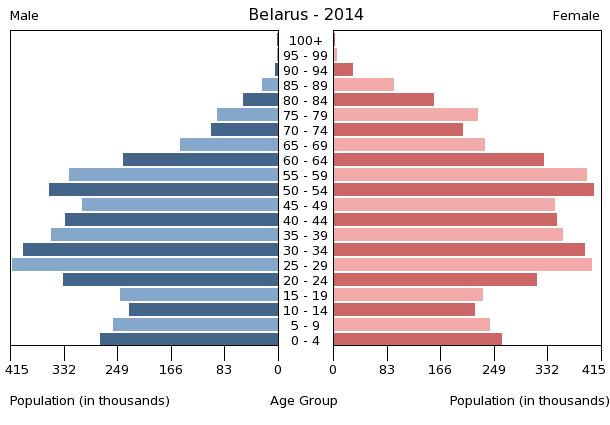 Belarus - 2014
Male
Female
100+
95 - 99
90 - 94
85 - 89
80 - 84
75 - 79
70 - 74
65 - 69
60 - 64
55 - 59
50 - 54
45 - 49
40 - 44
35 - 39
30 - 34
25 - 29
20 - 24
15 - 19
10 - 14
5 - 9
0 - 4
415 332 249 166 83 0 0 83 166 249 332 415
Population (in thousands) Age Group Population (in thousands)